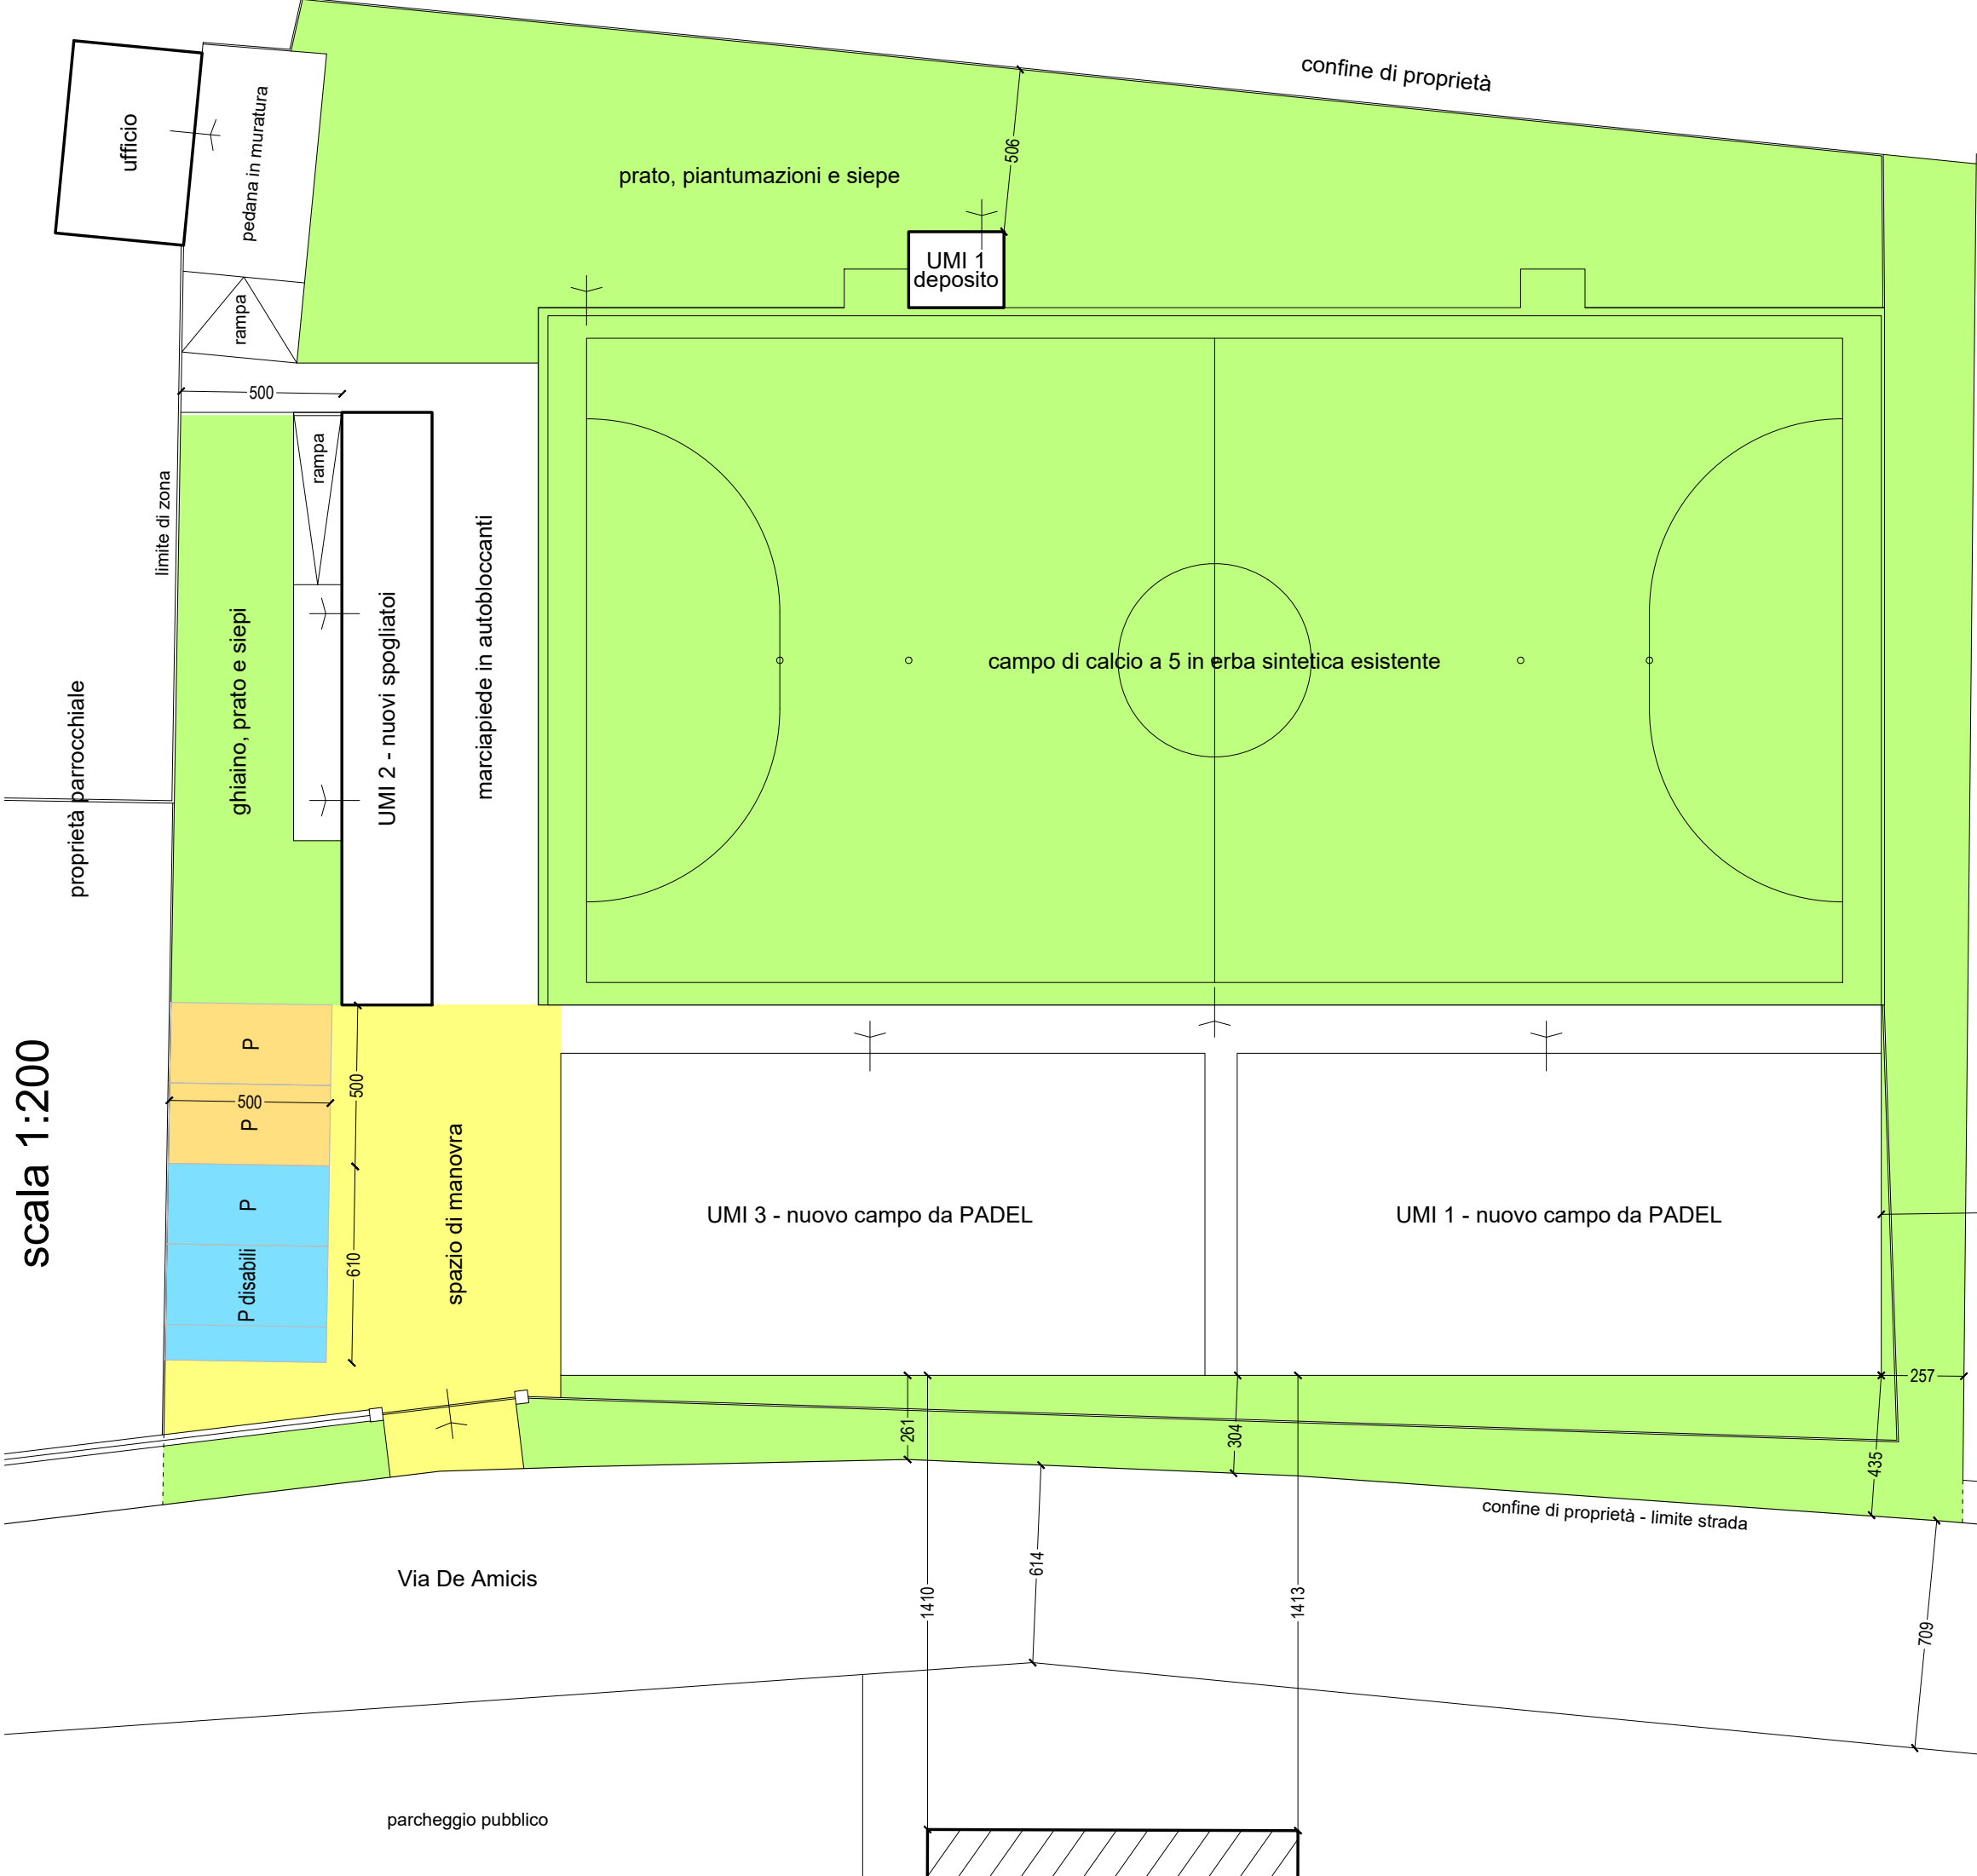 confine di proprietà
ufficio
pedana in muratura
506
prato, piantumazioni e siepe
UMI 1
deposito
rampa
500
rampa
limite di zona
marciapiede in autobloccanti
ghiaino, prato e siepi
UMI 2 - nuovi spogliatoi
campo di calcio a 5 in erba sintetica esistente
proprietà parrocchiale
scala 1:200
P
500
500
P
P
P disabili
610
spazio di manovra
UMI 3 - nuovo campo da PADEL
UMI 1 - nuovo campo da PADEL
257
261
304
435
confine di proprietà - limite strada
Via De Amicis
614
1410
1413
709
parcheggio pubblico